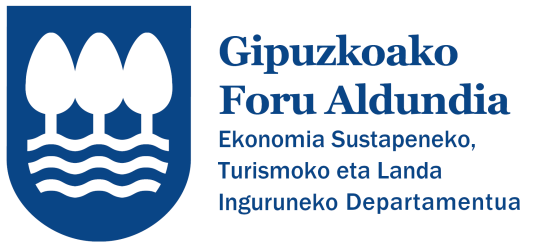 Gipuzkoako
Foru Aldundia
Ekonomia Sustapeneko,
Turismoko eta Landa
Inguruneko Departamentua